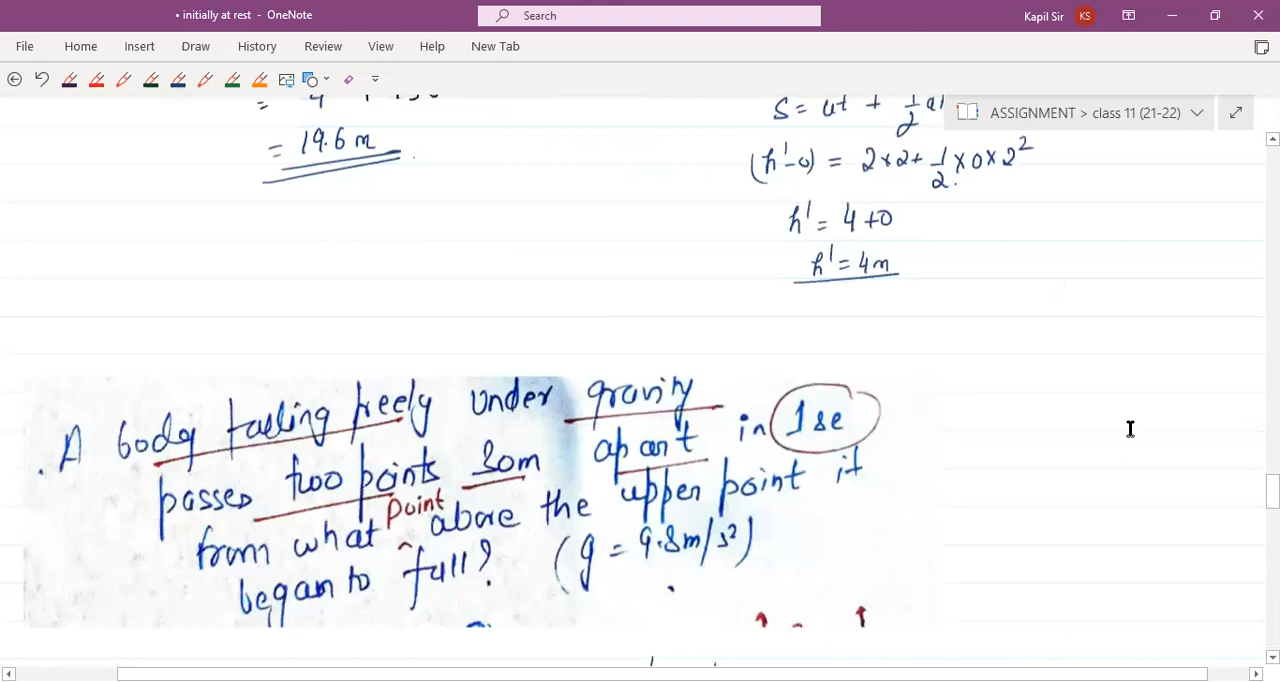 initially at rest - OneNote
Search
Kapil Sir KS
File Home Insert Draw History Review View Help New Tab
ASSIGNMENT > class 11 (21-22)
= 19.6 m
S = ut + 1/2
(h'-0) = 2×2+ 1/2 ×0×2²
h' = 4+0
h' = 4m
A body falling freely under gravity
passes two points 30m apart in 1 se
from what point above the upper point it
began to fall? (g = 9.8m/s²)